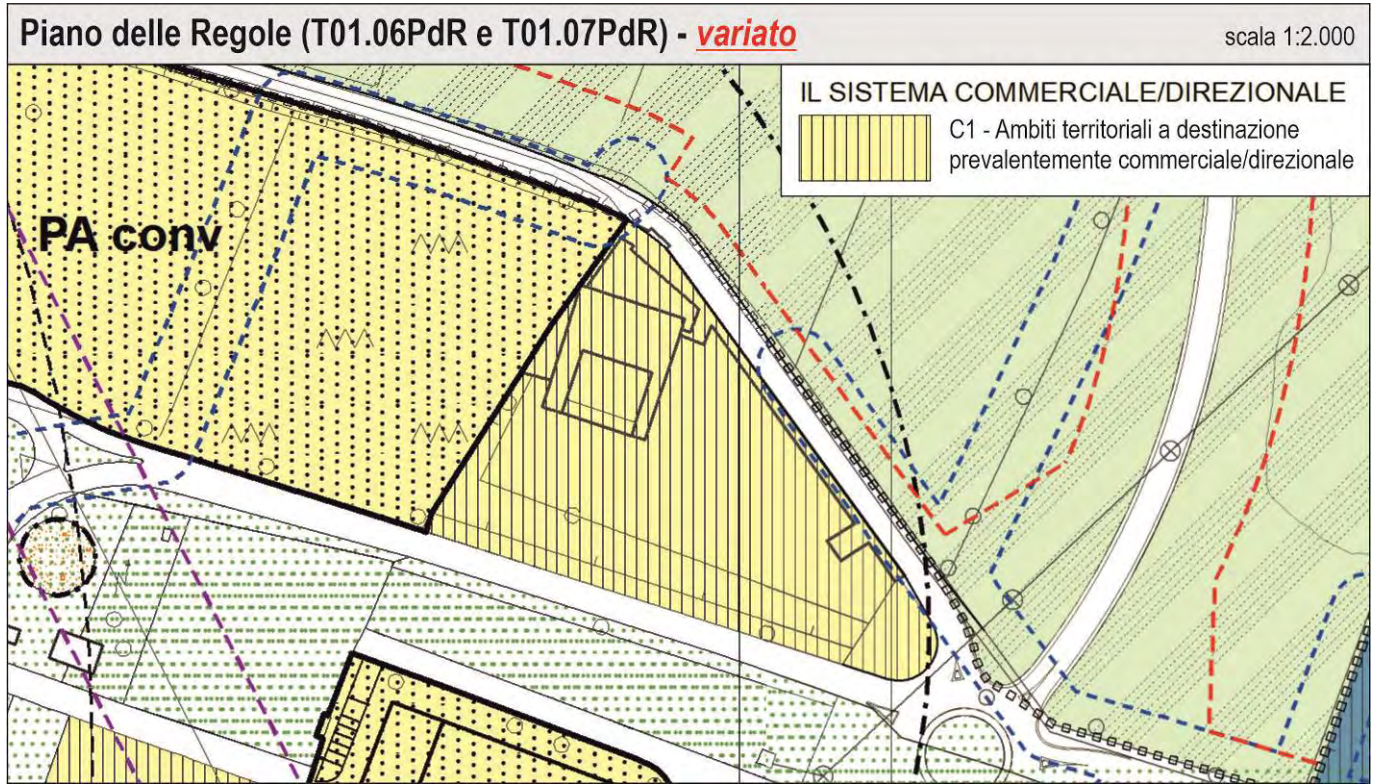 Piano delle Regole (T01.06PdR e T01.07PdR) - variato
scala 1:2.000
IL SISTEMA COMMERCIALE/DIREZIONALE
C1 - Ambiti territoriali a destinazione
prevalentemente commerciale/direzionale
PA conv